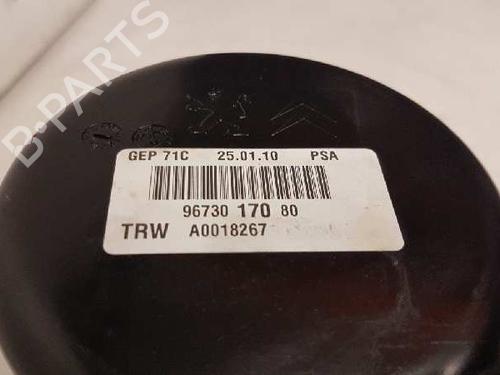 B-PARTS
GEP 71C 25.01.10 PSA
96730 170 80
TRW A0018267